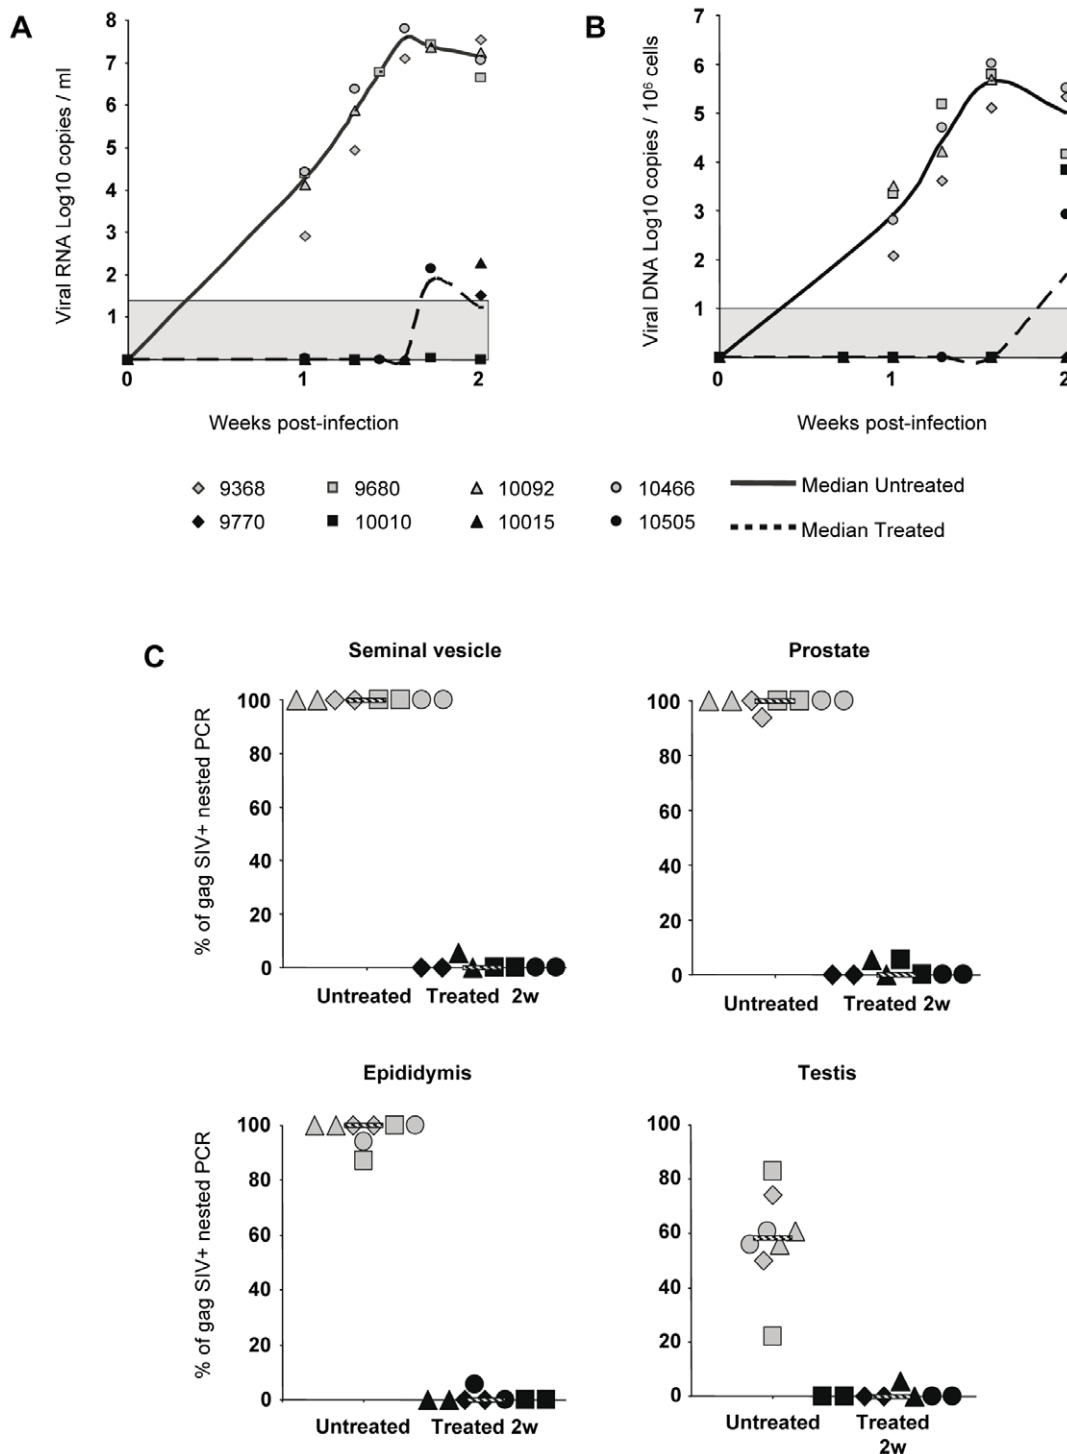 A
B
Viral RNA Log10 copies / ml
8
7
6
5
4
3
2
1
0
1
2
Weeks post-infection
Viral DNA Log10 copies / 10⁶ cells
7
6
5
4
3
2
1
0
1
2
Weeks post-infection
9368 9680 10092 10466 Median Untreated
9770 10010 10015 10505 Median Treated
C
Seminal vesicle
% of gag SIV+ nested PCR
100
80
60
40
20
0
Untreated Treated 2w
Prostate
100
80
60
40
20
0
Untreated Treated 2w
Epididymis
% of gag SIV+ nested PCR
100
80
60
40
20
0
Untreated Treated 2w
Testis
100
80
60
40
20
0
Untreated Treated
2w